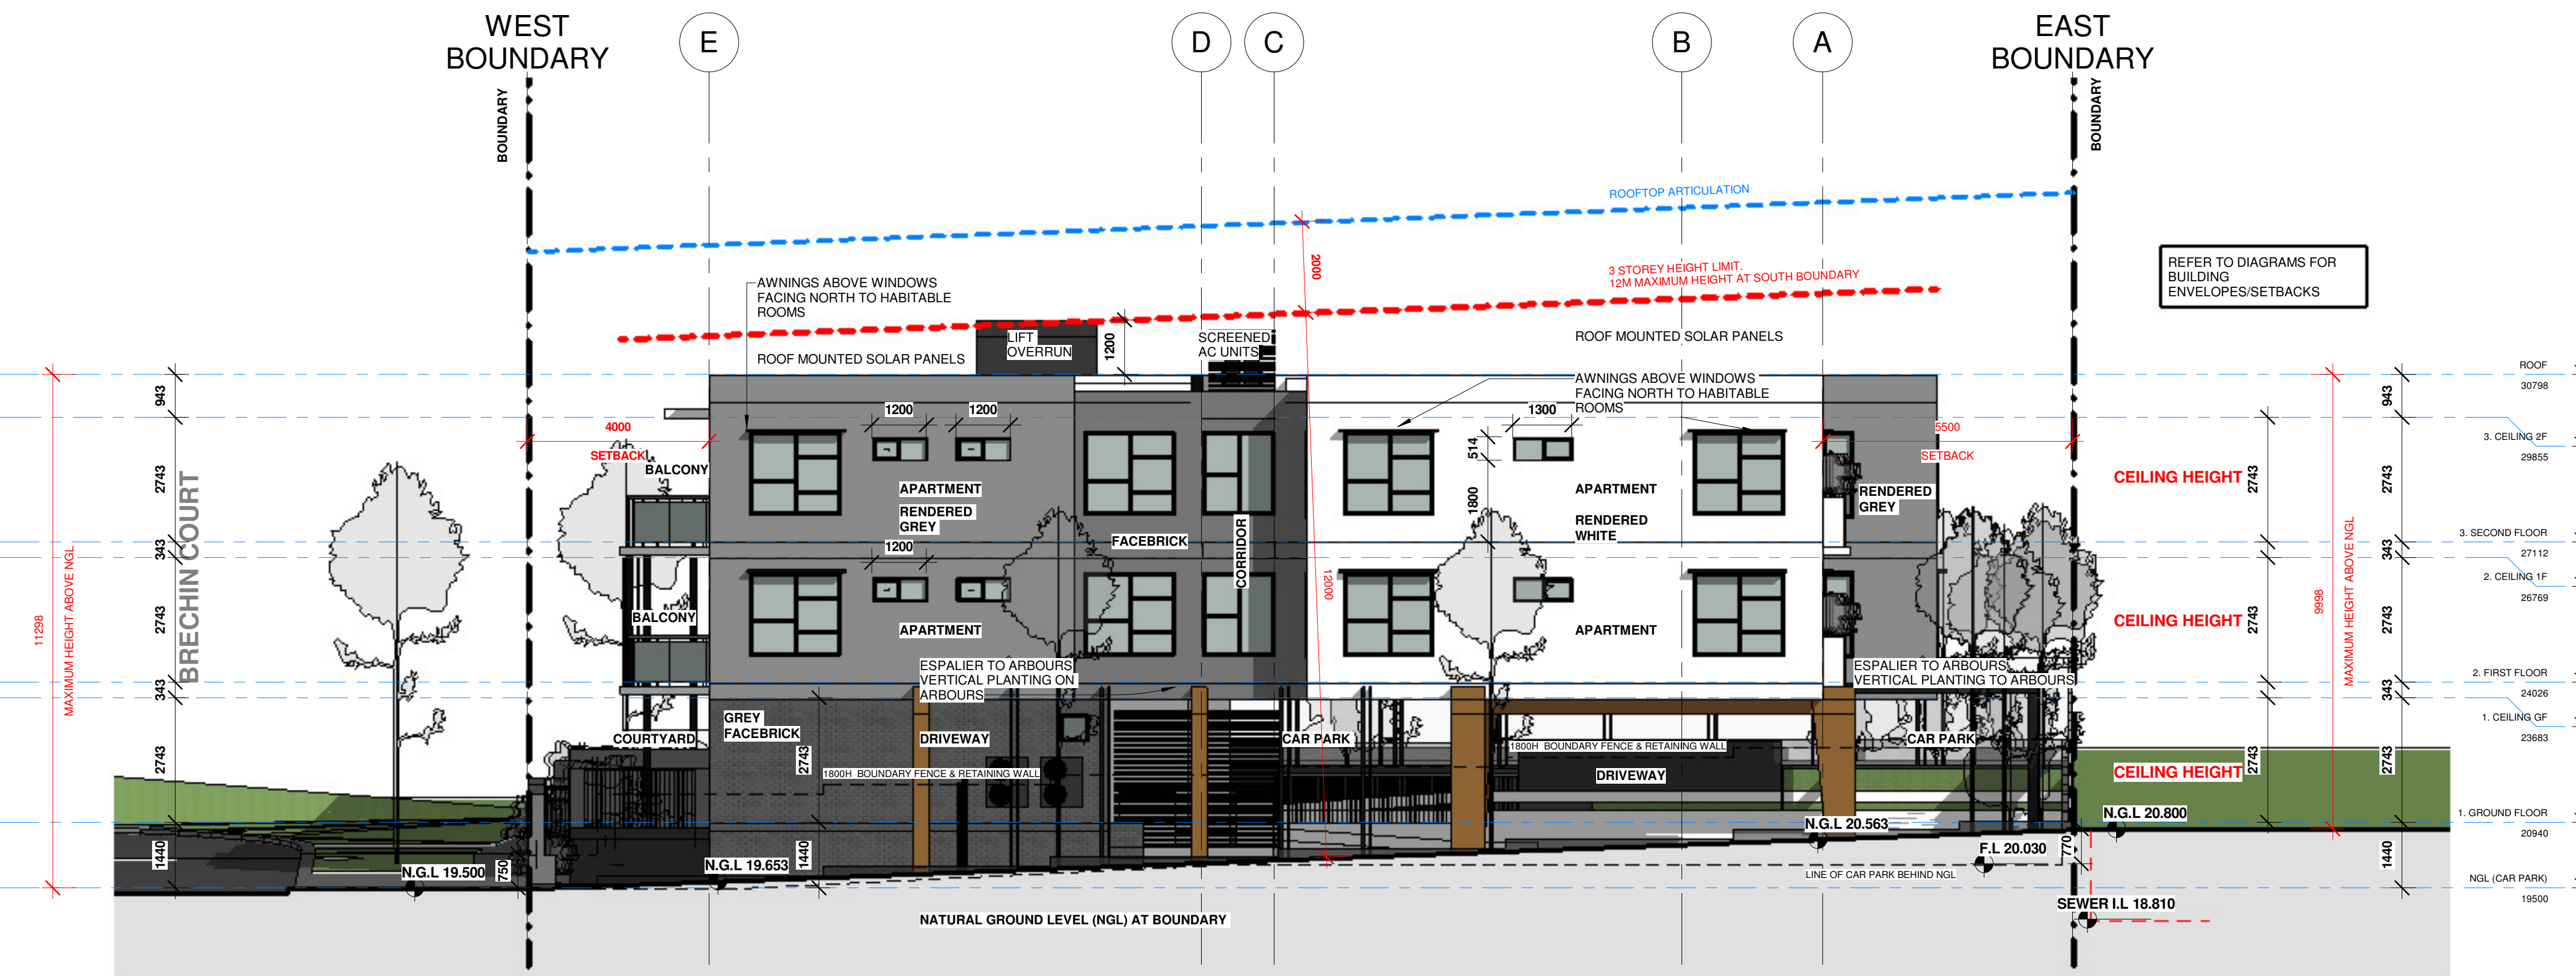 WEST
BOUNDARY
E
D
C
B
A
EAST
BOUNDARY
BOUNDARY
BOUNDARY
ROOFTOP ARTICULATION
2000
3 STOREY HEIGHT LIMIT.
12M MAXIMUM HEIGHT AT SOUTH BOUNDARY
REFER TO DIAGRAMS FOR
BUILDING
ENVELOPES/SETBACKS
AWNINGS ABOVE WINDOWS
FACING NORTH TO HABITABLE
ROOMS
ROOF MOUNTED SOLAR PANELS
LIFT
OVERRUN
1200
SCREENED
AC UNITS
ROOF MOUNTED SOLAR PANELS
AWNINGS ABOVE WINDOWS
FACING NORTH TO HABITABLE
ROOMS
ROOF
30798
943
943
1200
1200
1300
4000
SETBACK
BALCONY
514
5500
SETBACK
3. CEILING 2F
29855
CEILING HEIGHT
2743
2743
2743
BRECHIN COURT
APARTMENT
RENDERED
GREY
FACEBRICK
CORRIDOR
1800
APARTMENT
RENDERED
WHITE
RENDERED
GREY
343
343
3. SECOND FLOOR
27112
1200
2. CEILING 1F
26769
11298
MAXIMUM HEIGHT ABOVE NGL
9998
MAXIMUM HEIGHT ABOVE NGL
12000
2743
BALCONY
APARTMENT
APARTMENT
CEILING HEIGHT
2743
2743
ESPALIER TO ARBOURS
VERTICAL PLANTING ON
ARBOURS
ESPALIER TO ARBOURS
VERTICAL PLANTING TO ARBOURS
343
343
2. FIRST FLOOR
24026
1. CEILING GF
23683
COURTYARD
GREY
FACEBRICK
DRIVEWAY
CAR PARK
1800H BOUNDARY FENCE & RETAINING WALL
CAR PARK
2743
2743
1800H BOUNDARY FENCE & RETAINING WALL
DRIVEWAY
CEILING HEIGHT
2743
2743
N.G.L 20.563
N.G.L 20.800
1. GROUND FLOOR
20940
1440
N.G.L 19.500
750
N.G.L 19.653
1440
F.L 20.030
770
1440
LINE OF CAR PARK BEHIND NGL
NGL (CAR PARK)
19500
SEWER I.L 18.810
NATURAL GROUND LEVEL (NGL) AT BOUNDARY